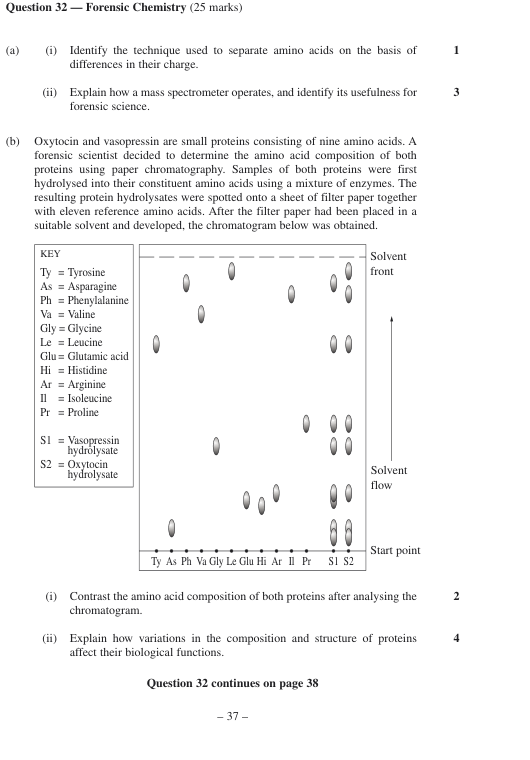 Question 32 — Forensic Chemistry (25 marks)
(a) (i) Identify the technique used to separate amino acids on the basis of 1
differences in their charge.
(ii) Explain how a mass spectrometer operates, and identify its usefulness for 3
forensic science.
(b) Oxytocin and vasopressin are small proteins consisting of nine amino acids. A
forensic scientist decided to determine the amino acid composition of both
proteins using paper chromatography. Samples of both proteins were first
hydrolysed into their constituent amino acids using a mixture of enzymes. The
resulting protein hydrolysates were spotted onto a sheet of filter paper together
with eleven reference amino acids. After the filter paper had been placed in a
suitable solvent and developed, the chromatogram below was obtained.
KEY
Ty = Tyrosine
As = Asparagine
Ph = Phenylalanine
Va = Valine
Gly = Glycine
Le = Leucine
Glu = Glutamic acid
Hi = Histidine
Ar = Arginine
Il = Isoleucine
Pr = Proline
S1 = Vasopressin
hydrolysate
S2 = Oxytocin
hydrolysate
Solvent
front
Solvent
flow
Start point
Ty As Ph Va Gly Le Glu Hi Ar Il Pr S1 S2
(i) Contrast the amino acid composition of both proteins after analysing the 2
chromatogram.
(ii) Explain how variations in the composition and structure of proteins 4
affect their biological functions.
Question 32 continues on page 38
– 37 –